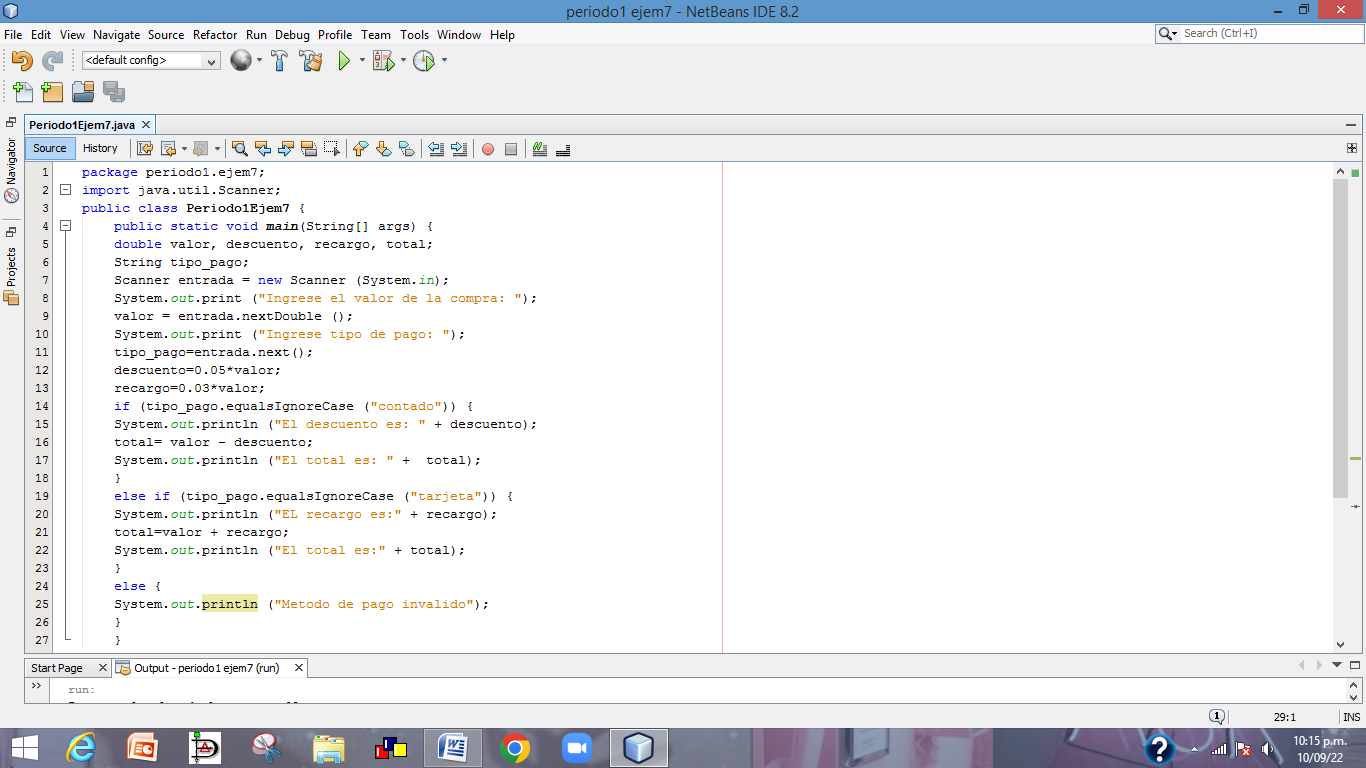 periodo1 ejem7 - NetBeans IDE 8.2
File Edit View Navigate Source Refactor Run Debug Profile Team Tools Window Help
Search (Ctrl+I)
<default config>
Periodo1Ejem7.java
Source History
Navigator
Projects
1 package periodo1.ejem7;
2 import java.util.Scanner;
3 public class Periodo1Ejem7 {
4 public static void main(String[] args) {
5 double valor, descuento, recargo, total;
6 String tipo_pago;
7 Scanner entrada = new Scanner (System.in);
8 System.out.print ("Ingrese el valor de la compra: ");
9 valor = entrada.nextDouble ();
10 System.out.print ("Ingrese tipo de pago: ");
11 tipo_pago=entrada.next();
12 descuento=0.05*valor;
13 recargo=0.03*valor;
14 if (tipo_pago.equalsIgnoreCase ("contado")) {
15 System.out.println ("El descuento es: " + descuento);
16 total= valor - descuento;
17 System.out.println ("El total es: " +  total);
18 }
19 else if (tipo_pago.equalsIgnoreCase ("tarjeta")) {
20 System.out.println ("EL recargo es:" + recargo);
21 total=valor + recargo;
22 System.out.println ("El total es:" + total);
23 }
24 else {
25 System.out.println ("Metodo de pago invalido");
26 }
27 }
Start Page
Output - periodo1 ejem7 (run)
run:
1
29:1
INS
10:15 p.m.
10/09/22